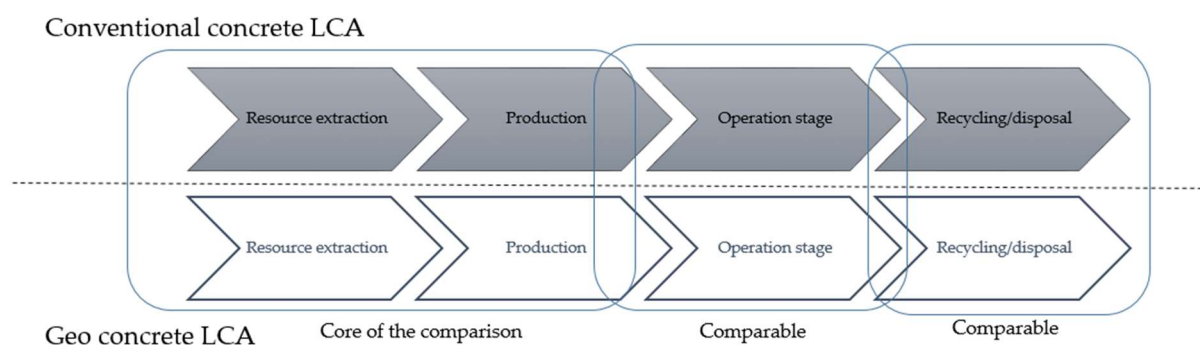 Conventional concrete LCA
Resource extraction
Production
Operation stage
Recycling/disposal
Resource extraction
Production
Operation stage
Recycling/disposal
Geo concrete LCA
Core of the comparison
Comparable
Comparable